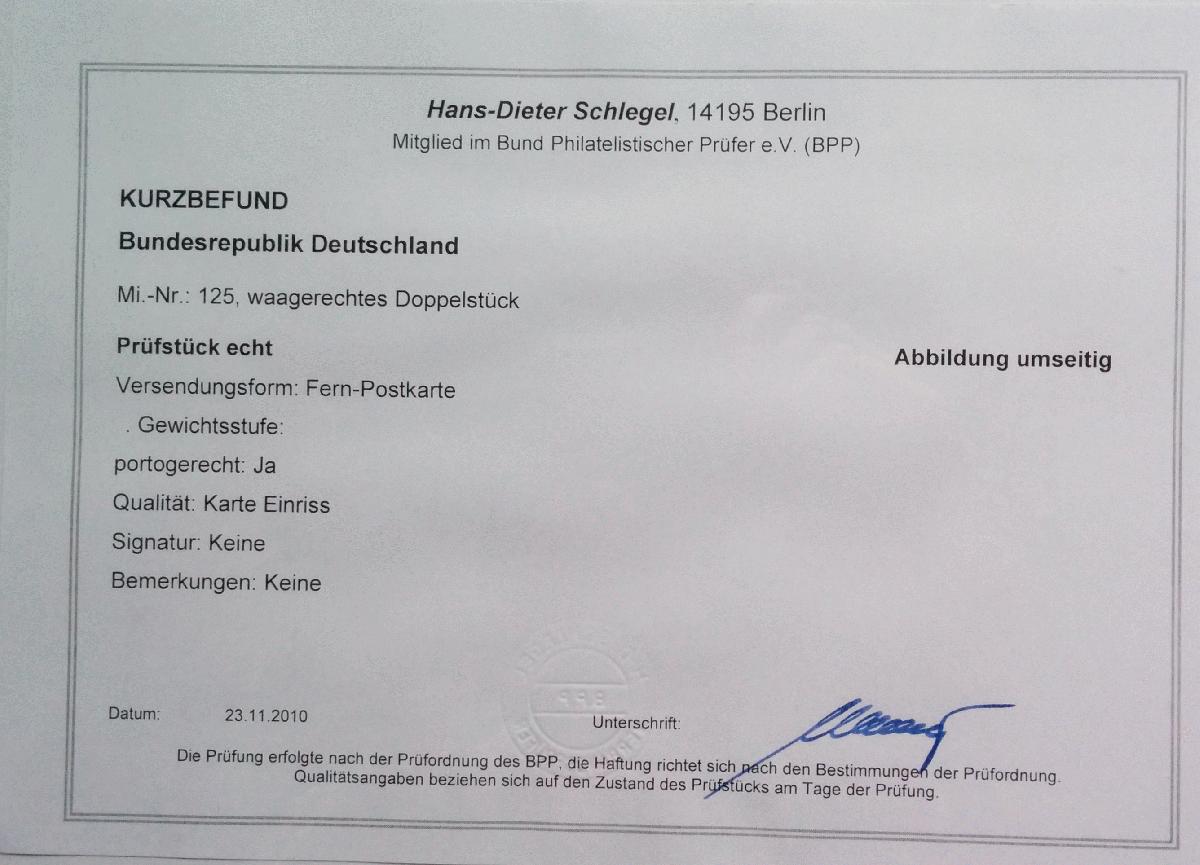 Hans-Dieter Schlegel, 14195 Berlin
Mitglied im Bund Philatelistischer Prüfer e.V. (BPP)
KURZBEFUND
Bundesrepublik Deutschland
Mi.-Nr.: 125, waagerechtes Doppelstück
Prüfstück echt
Abbildung umseitig
Versendungsform: Fern-Postkarte
. Gewichtsstufe:
portogerecht: Ja
Qualität: Karte Einriss
Signatur: Keine
Bemerkungen: Keine
BPP
Datum: 23.11.2010
Unterschrift:
Die Prüfung erfolgte nach der Prüfordnung des BPP, die Haftung richtet sich nach den Bestimmungen der Prüfordnung.
Qualitätsangaben beziehen sich auf den Zustand des Prüfstücks am Tage der Prüfung.